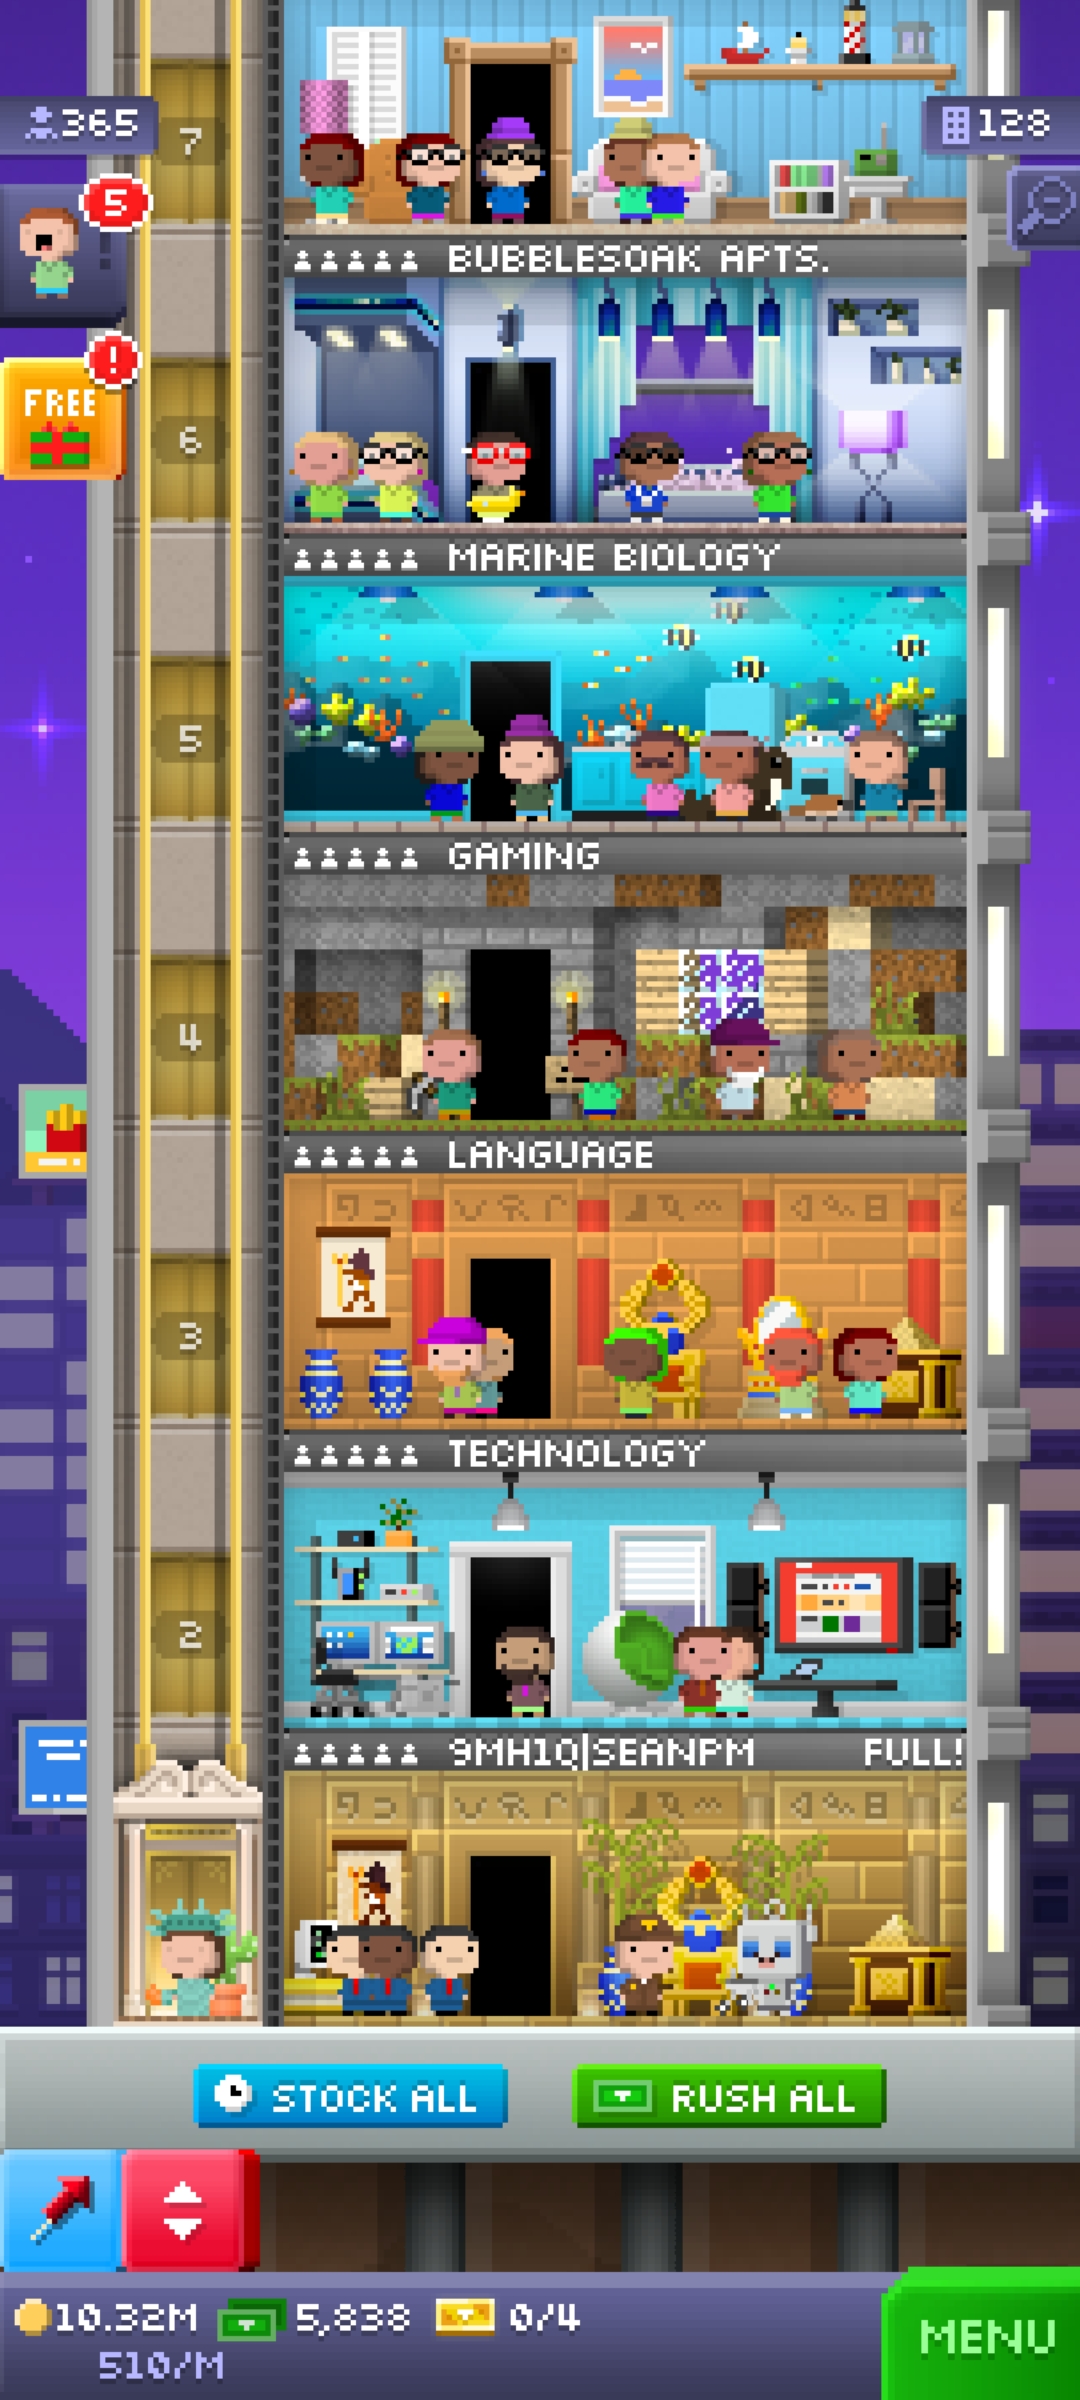 7
365
128
5
BUBBLESOAK APTS.
!
FREE
6
MARINE BIOLOGY
5
GAMING
4
LANGUAGE
3
TECHNOLOGY
2
9MH1Q|SEANPM FULL!
STOCK ALL
RUSH ALL
10.32M 5,838 0/4
510/M
MENU